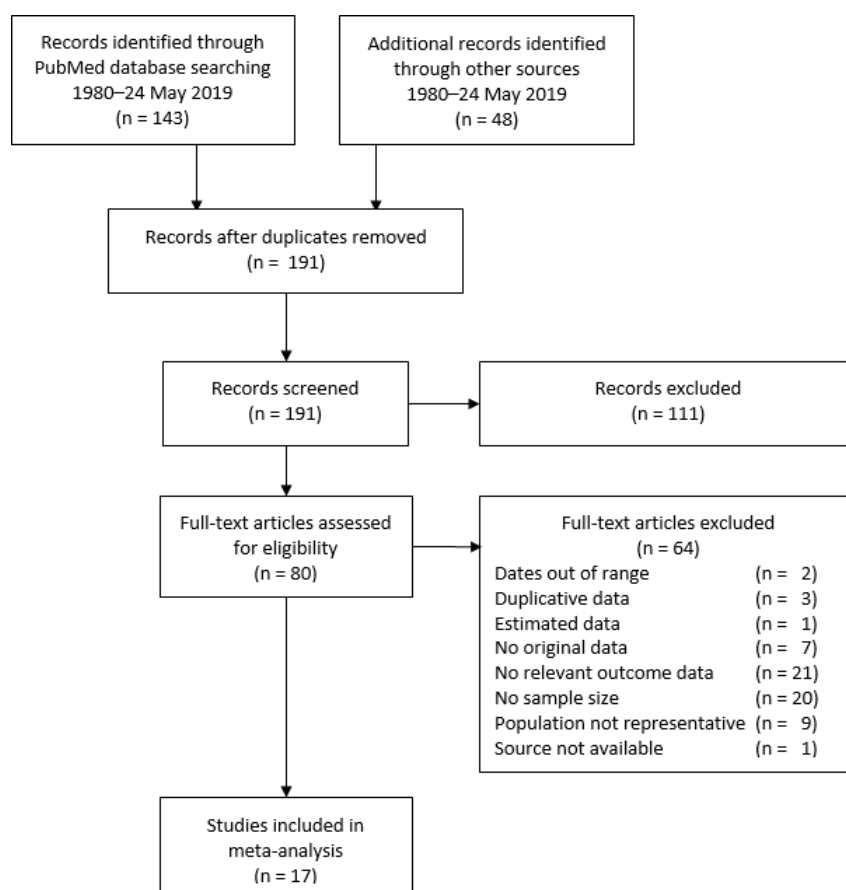 Records identified through
PubMed database searching
1980–24 May 2019
(n = 143)
Additional records identified
through other sources
1980–24 May 2019
(n = 48)
Records after duplicates removed
(n = 191)
Records screened
(n = 191)
Records excluded
(n = 111)
Full-text articles assessed
for eligibility
(n = 80)
Full-text articles excluded
(n = 64)
Dates out of range (n = 2)
Duplicative data (n = 3)
Estimated data (n = 1)
No original data (n = 7)
No relevant outcome data (n = 21)
No sample size (n = 20)
Population not representative (n = 9)
Source not available (n = 1)
Studies included in
meta-analysis
(n = 17)